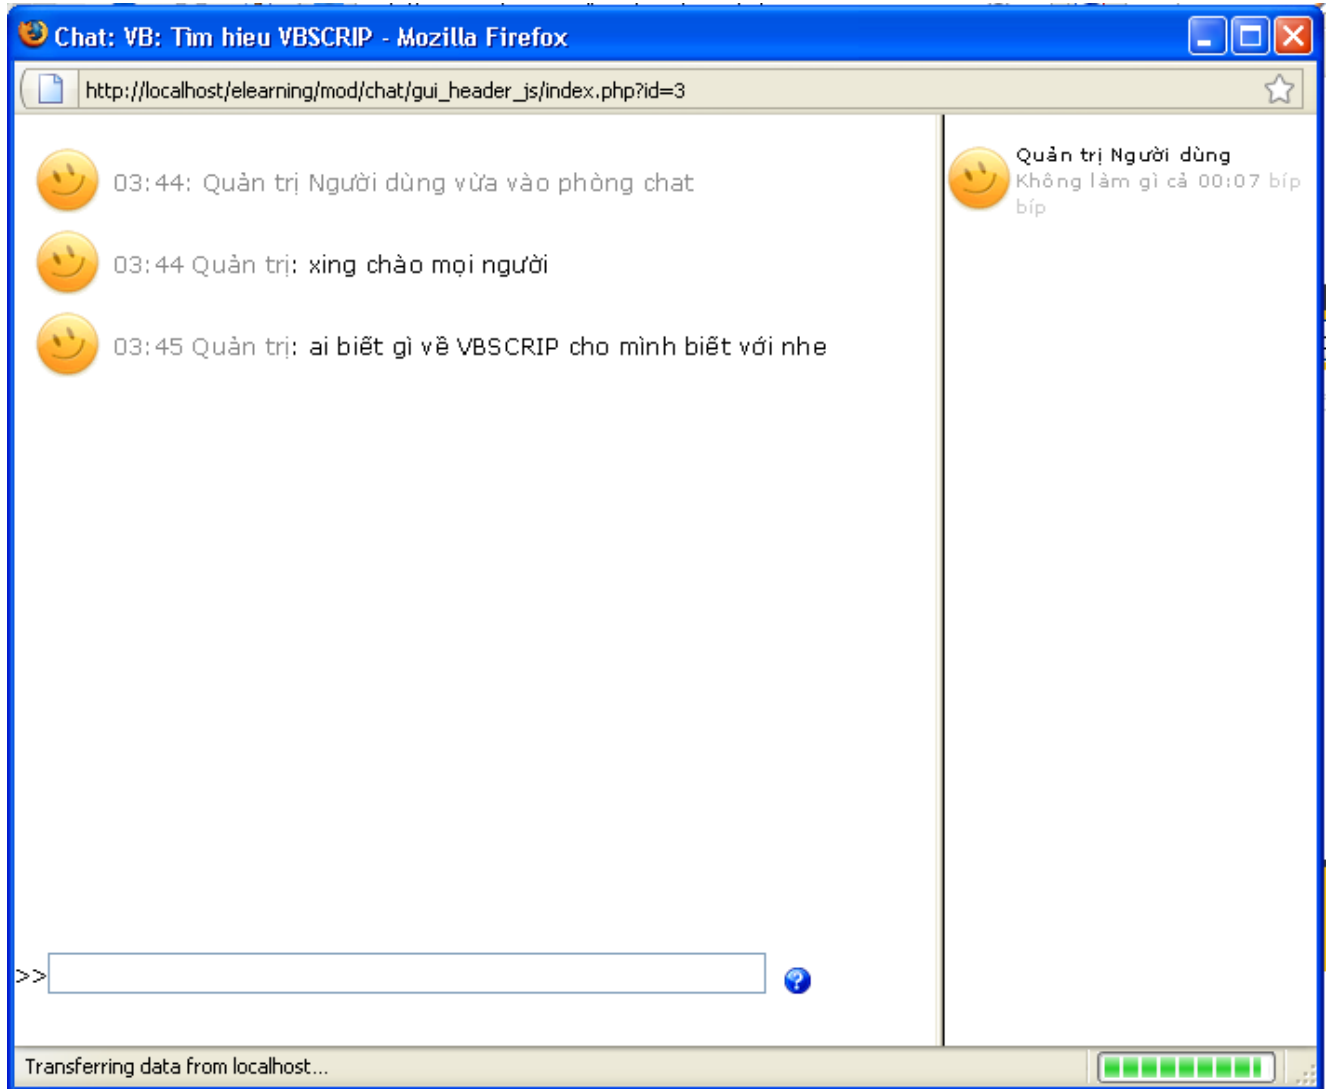 Chat: VB: Tim hieu VBSCRIP - Mozilla Firefox
http://localhost/elearning/mod/chat/gui_header_js/index.php?id=3
03:44: Quản trị Người dùng vừa vào phòng chat
03:44 Quản trị: xing chào mọi người
03:45 Quản trị: ai biết gì về VBSCRIP cho mình biết với nhe
Quản trị Người dùng
Không làm gì cả 00:07 bíp
bíp
>>
?
Transferring data from localhost...